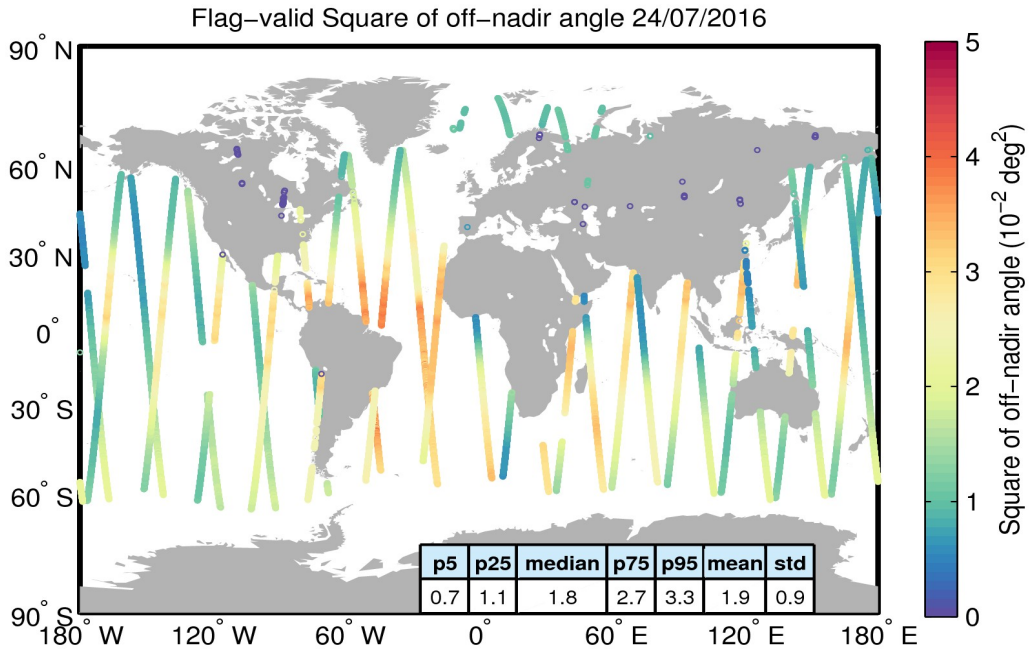 Flag−valid Square of off−nadir angle 24/07/2016
90° N
60° N
30° N
0°
30° S
60° S
90° S
180° W
120° W
60° W
0°
60° E
120° E
180° E
p5 p25 median p75 p95 mean std
0.7 1.1 1.8 2.7 3.3 1.9 0.9
5
4
3
2
1
0
Square of off−nadir angle (10⁻² deg²)